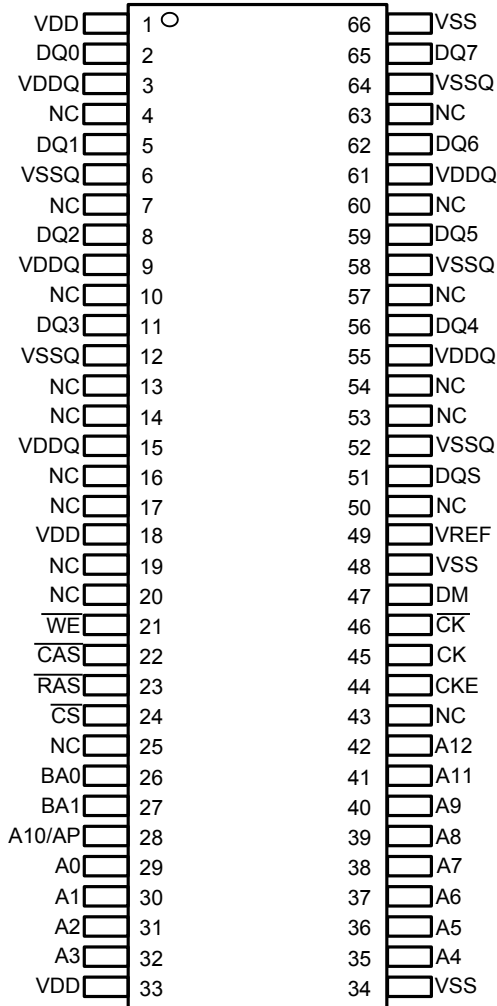 VDD 1 66 VSS
DQ0 2 65 DQ7
VDDQ 3 64 VSSQ
NC 4 63 NC
DQ1 5 62 DQ6
VSSQ 6 61 VDDQ
NC 7 60 NC
DQ2 8 59 DQ5
VDDQ 9 58 VSSQ
NC 10 57 NC
DQ3 11 56 DQ4
VSSQ 12 55 VDDQ
NC 13 54 NC
NC 14 53 NC
VDDQ 15 52 VSSQ
NC 16 51 DQS
NC 17 50 NC
VDD 18 49 VREF
NC 19 48 VSS
NC 20 47 DM
W̅E̅ 21 46 C̅K̅
C̅A̅S̅ 22 45 CK
R̅A̅S̅ 23 44 CKE
C̅S̅ 24 43 NC
NC 25 42 A12
BA0 26 41 A11
BA1 27 40 A9
A10/AP 28 39 A8
A0 29 38 A7
A1 30 37 A6
A2 31 36 A5
A3 32 35 A4
VDD 33 34 VSS